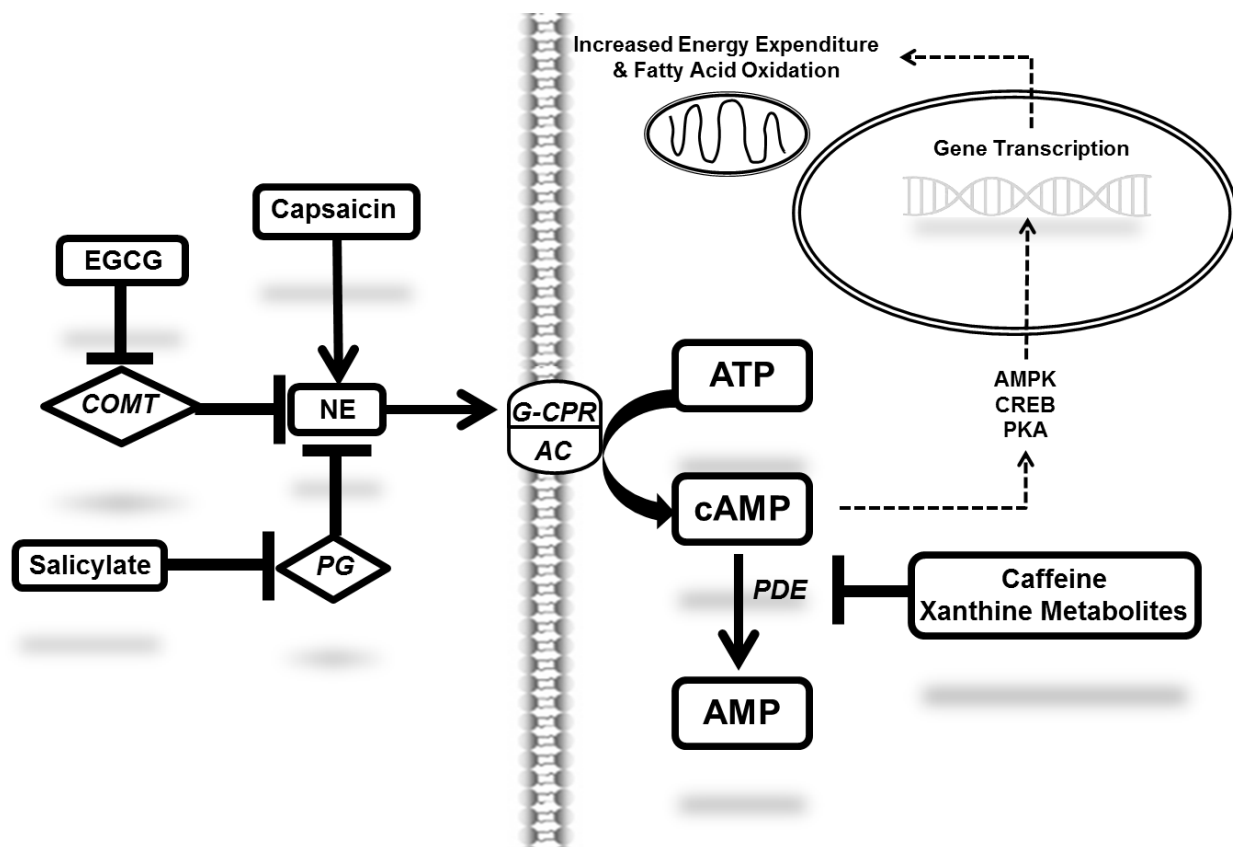 Increased Energy Expenditure
& Fatty Acid Oxidation
Gene Transcription
Capsaicin
EGCG
COMT
NE
G-CPR
AC
ATP
AMPK
CREB
PKA
cAMP
Salicylate
PG
PDE
Caffeine
Xanthine Metabolites
AMP